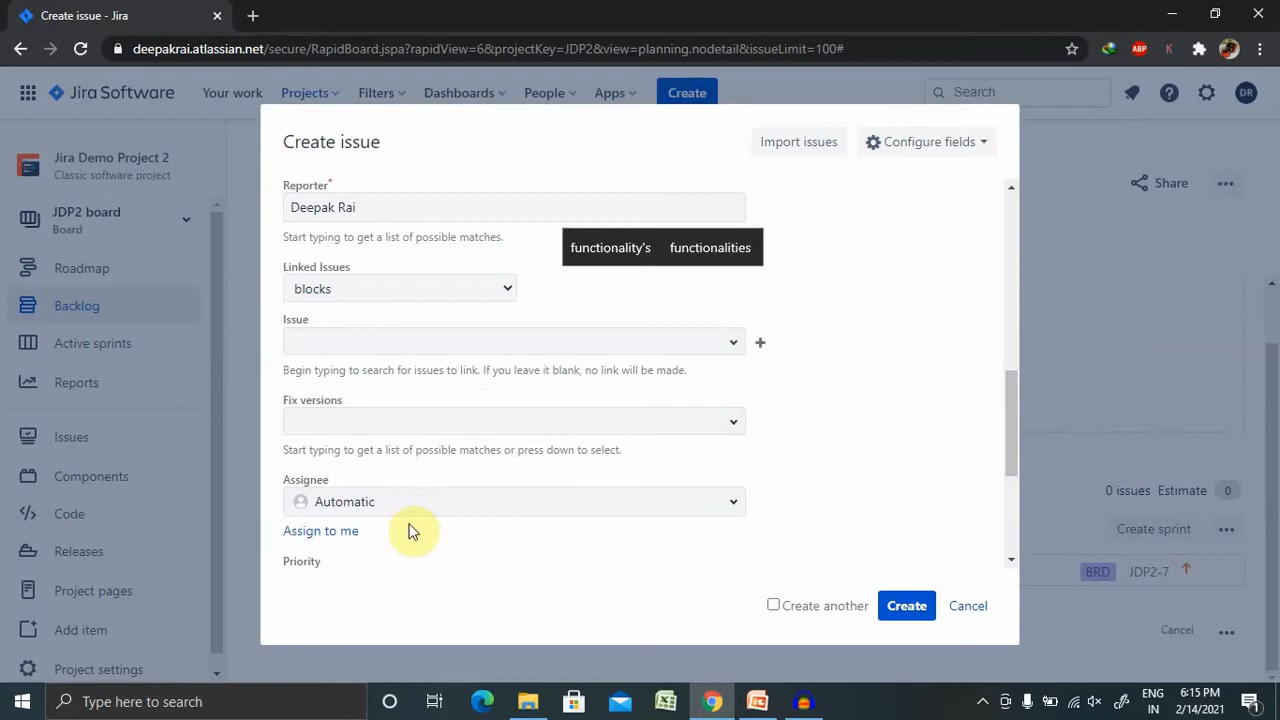 Create issue - Jira
deepakrai.atlassian.net/secure/RapidBoard.jspa?rapidView=6&projectKey=JDP2&view=planning.nodetail&issueLimit=100#
ABP
K
Jira Software
Your work
Projects
Filters
Dashboards
People
Apps
Create
Search
DR
Jira Demo Project 2
Classic software project
JDP2 board
Board
Roadmap
Backlog
Active sprints
Reports
Issues
Components
Code
Releases
Project pages
Add item
Project settings
Create issue
Import issues
Configure fields
Share
Reporter*
Deepak Rai
Start typing to get a list of possible matches.
functionality's functionalities
Linked Issues
blocks
Issue
Begin typing to search for issues to link. If you leave it blank, no link will be made.
Fix versions
Start typing to get a list of possible matches or press down to select.
Assignee
Automatic
Assign to me
Priority
Create another
Create
Cancel
0 issues Estimate 0
Create sprint
BRD JDP2-7
Cancel
Type here to search
ENG
IN
6:15 PM
2/14/2021
1